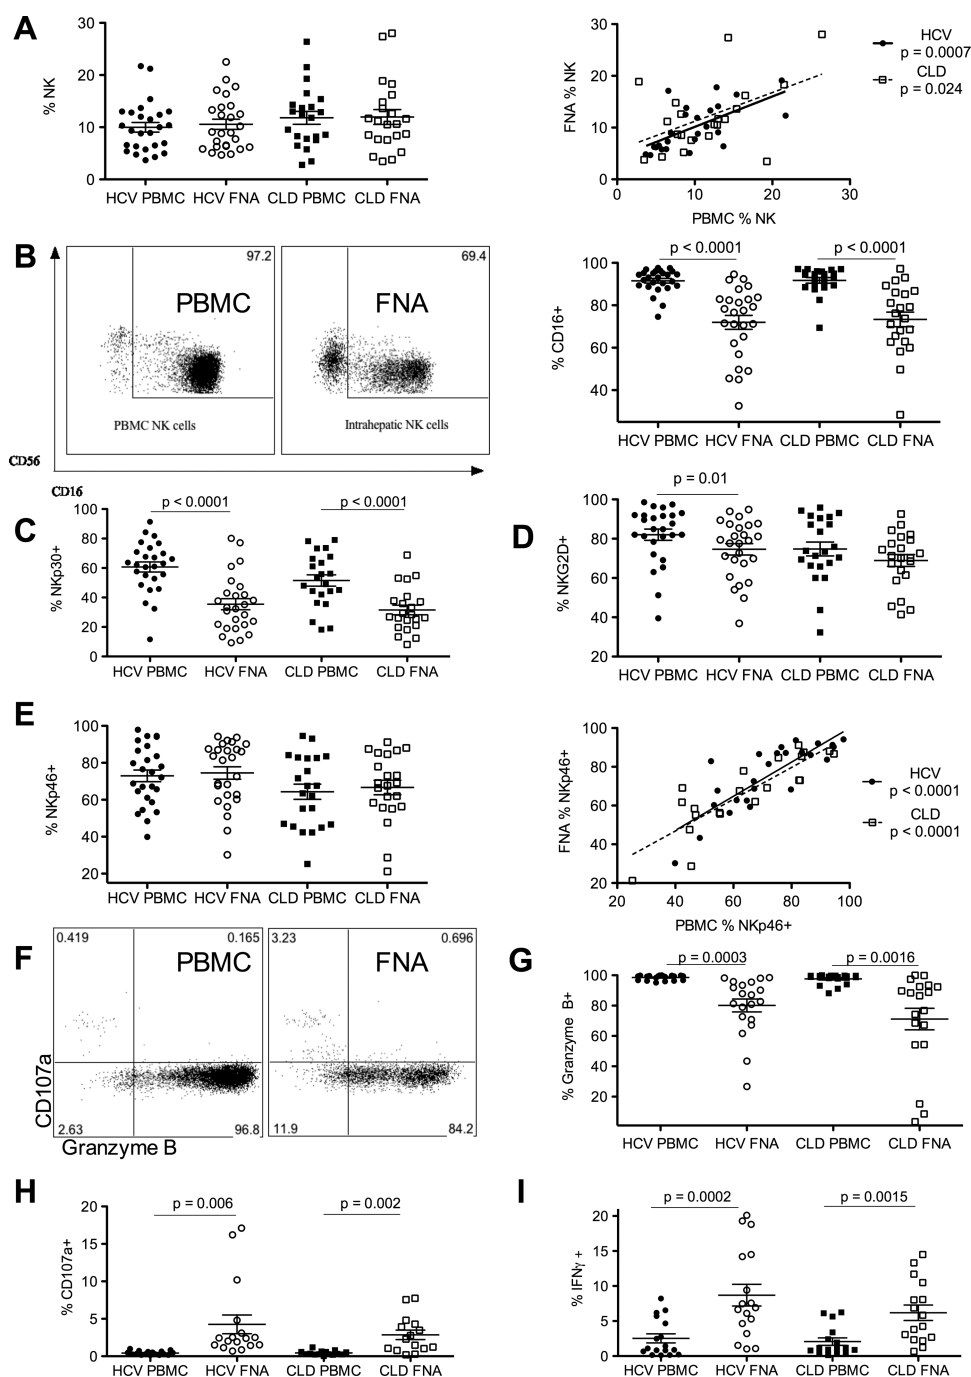 A
% NK
30
20
10
0
HCV PBMC HCV FNA CLD PBMC CLD FNA
FNA % NK
30
20
10
0
0 10 20 30
PBMC % NK
HCV
p = 0.0007
CLD
p = 0.024
B
97.2
PBMC
PBMC NK cells
69.4
FNA
Intrahepatic NK cells
CD56
CD16
p < 0.0001 p < 0.0001
% CD16+
100
80
60
40
HCV PBMC HCV FNA CLD PBMC CLD FNA
C
p < 0.0001 p < 0.0001
% NKp30+
100
80
60
40
20
0
HCV PBMC HCV FNA CLD PBMC CLD FNA
D
p = 0.01
% NKG2D+
100
80
60
40
20
HCV PBMC HCV FNA CLD PBMC CLD FNA
E
% NKp46+
100
80
60
40
20
HCV PBMC HCV FNA CLD PBMC CLD FNA
FNA % NKp46+
100
80
60
40
20
20 40 60 80 100
PBMC % NKp46+
HCV
p < 0.0001
CLD
p < 0.0001
F
0.419 0.165
PBMC
2.63 96.8
3.23 0.696
FNA
11.9 84.2
CD107a
Granzyme B
G
p = 0.0003 p = 0.0016
% Granzyme B+
100
80
60
40
20
HCV PBMC HCV FNA CLD PBMC CLD FNA
H
p = 0.006 p = 0.002
% CD107a+
20
15
10
5
0
HCV PBMC HCV FNA CLD PBMC CLD FNA
I
p = 0.0002 p = 0.0015
% IFNγ +
20
15
10
5
0
HCV PBMC HCV FNA CLD PBMC CLD FNA